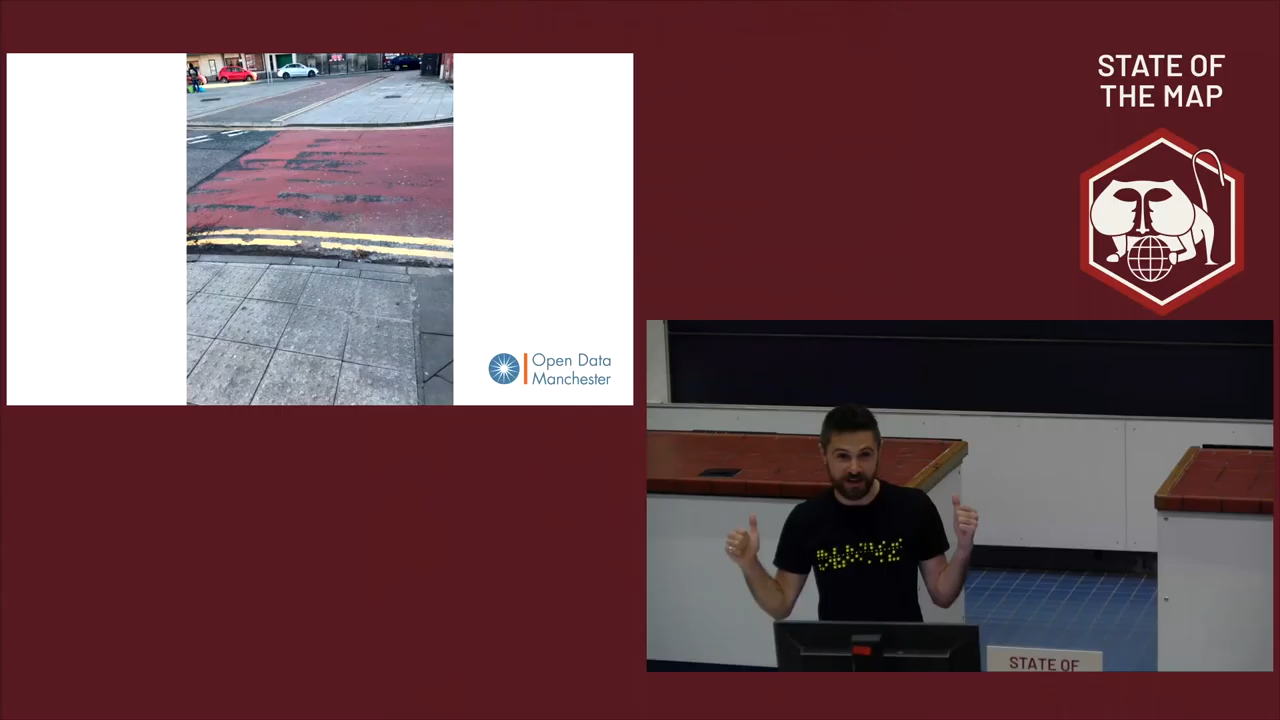 Open Data
Manchester
STATE OF
THE MAP
STATE OF